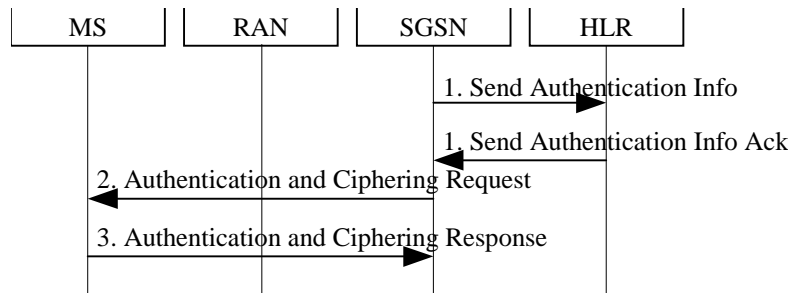 MS RAN SGSN HLR
1. Send Authentication Info
1. Send Authentication Info Ack
2. Authentication and Ciphering Request
3. Authentication and Ciphering Response